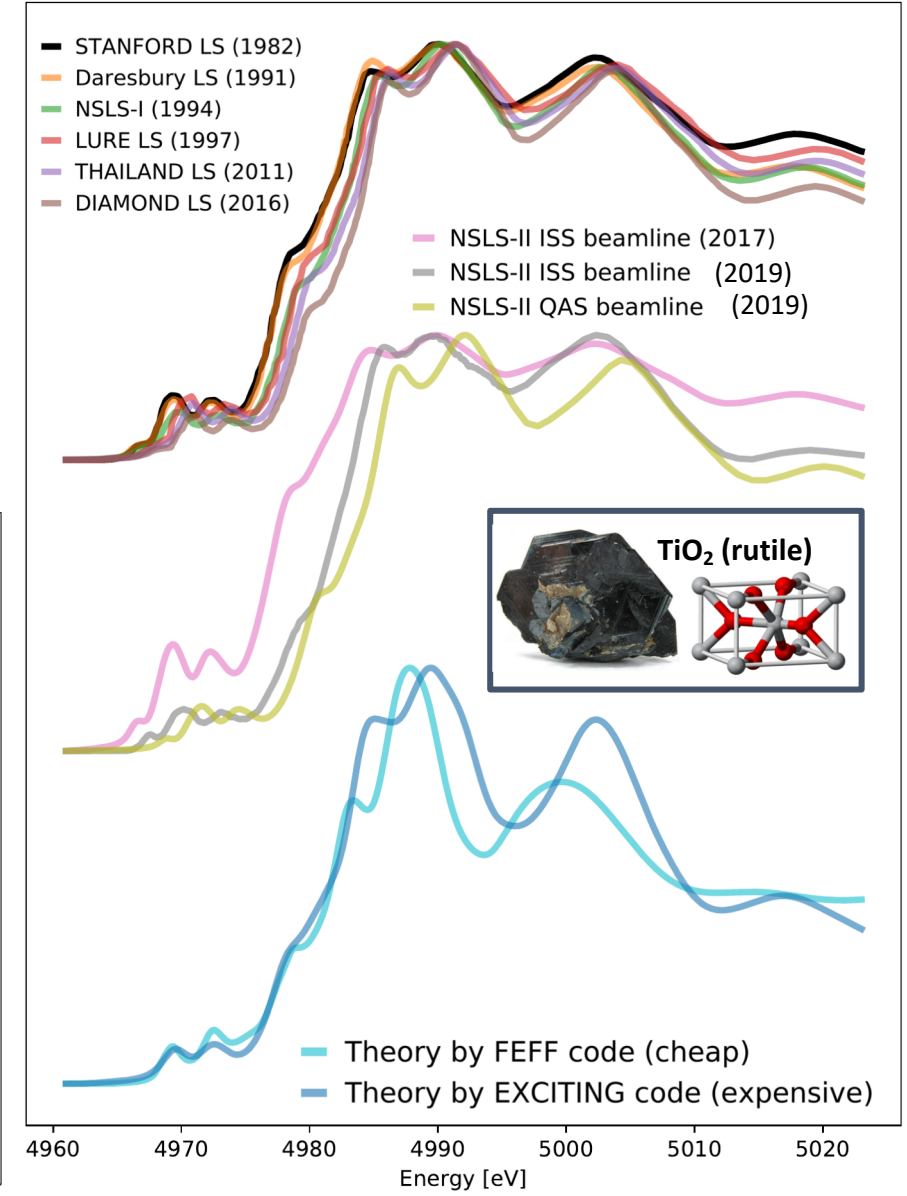 STANFORD LS (1982)
Daresbury LS (1991)
NSLS-I (1994)
LURE LS (1997)
THAILAND LS (2011)
DIAMOND LS (2016)
NSLS-II ISS beamline (2017)
NSLS-II ISS beamline (2019)
NSLS-II QAS beamline (2019)
TiO₂ (rutile)
Theory by FEFF code (cheap)
Theory by EXCITING code (expensive)
4960 4970 4980 4990 5000 5010 5020
Energy [eV]